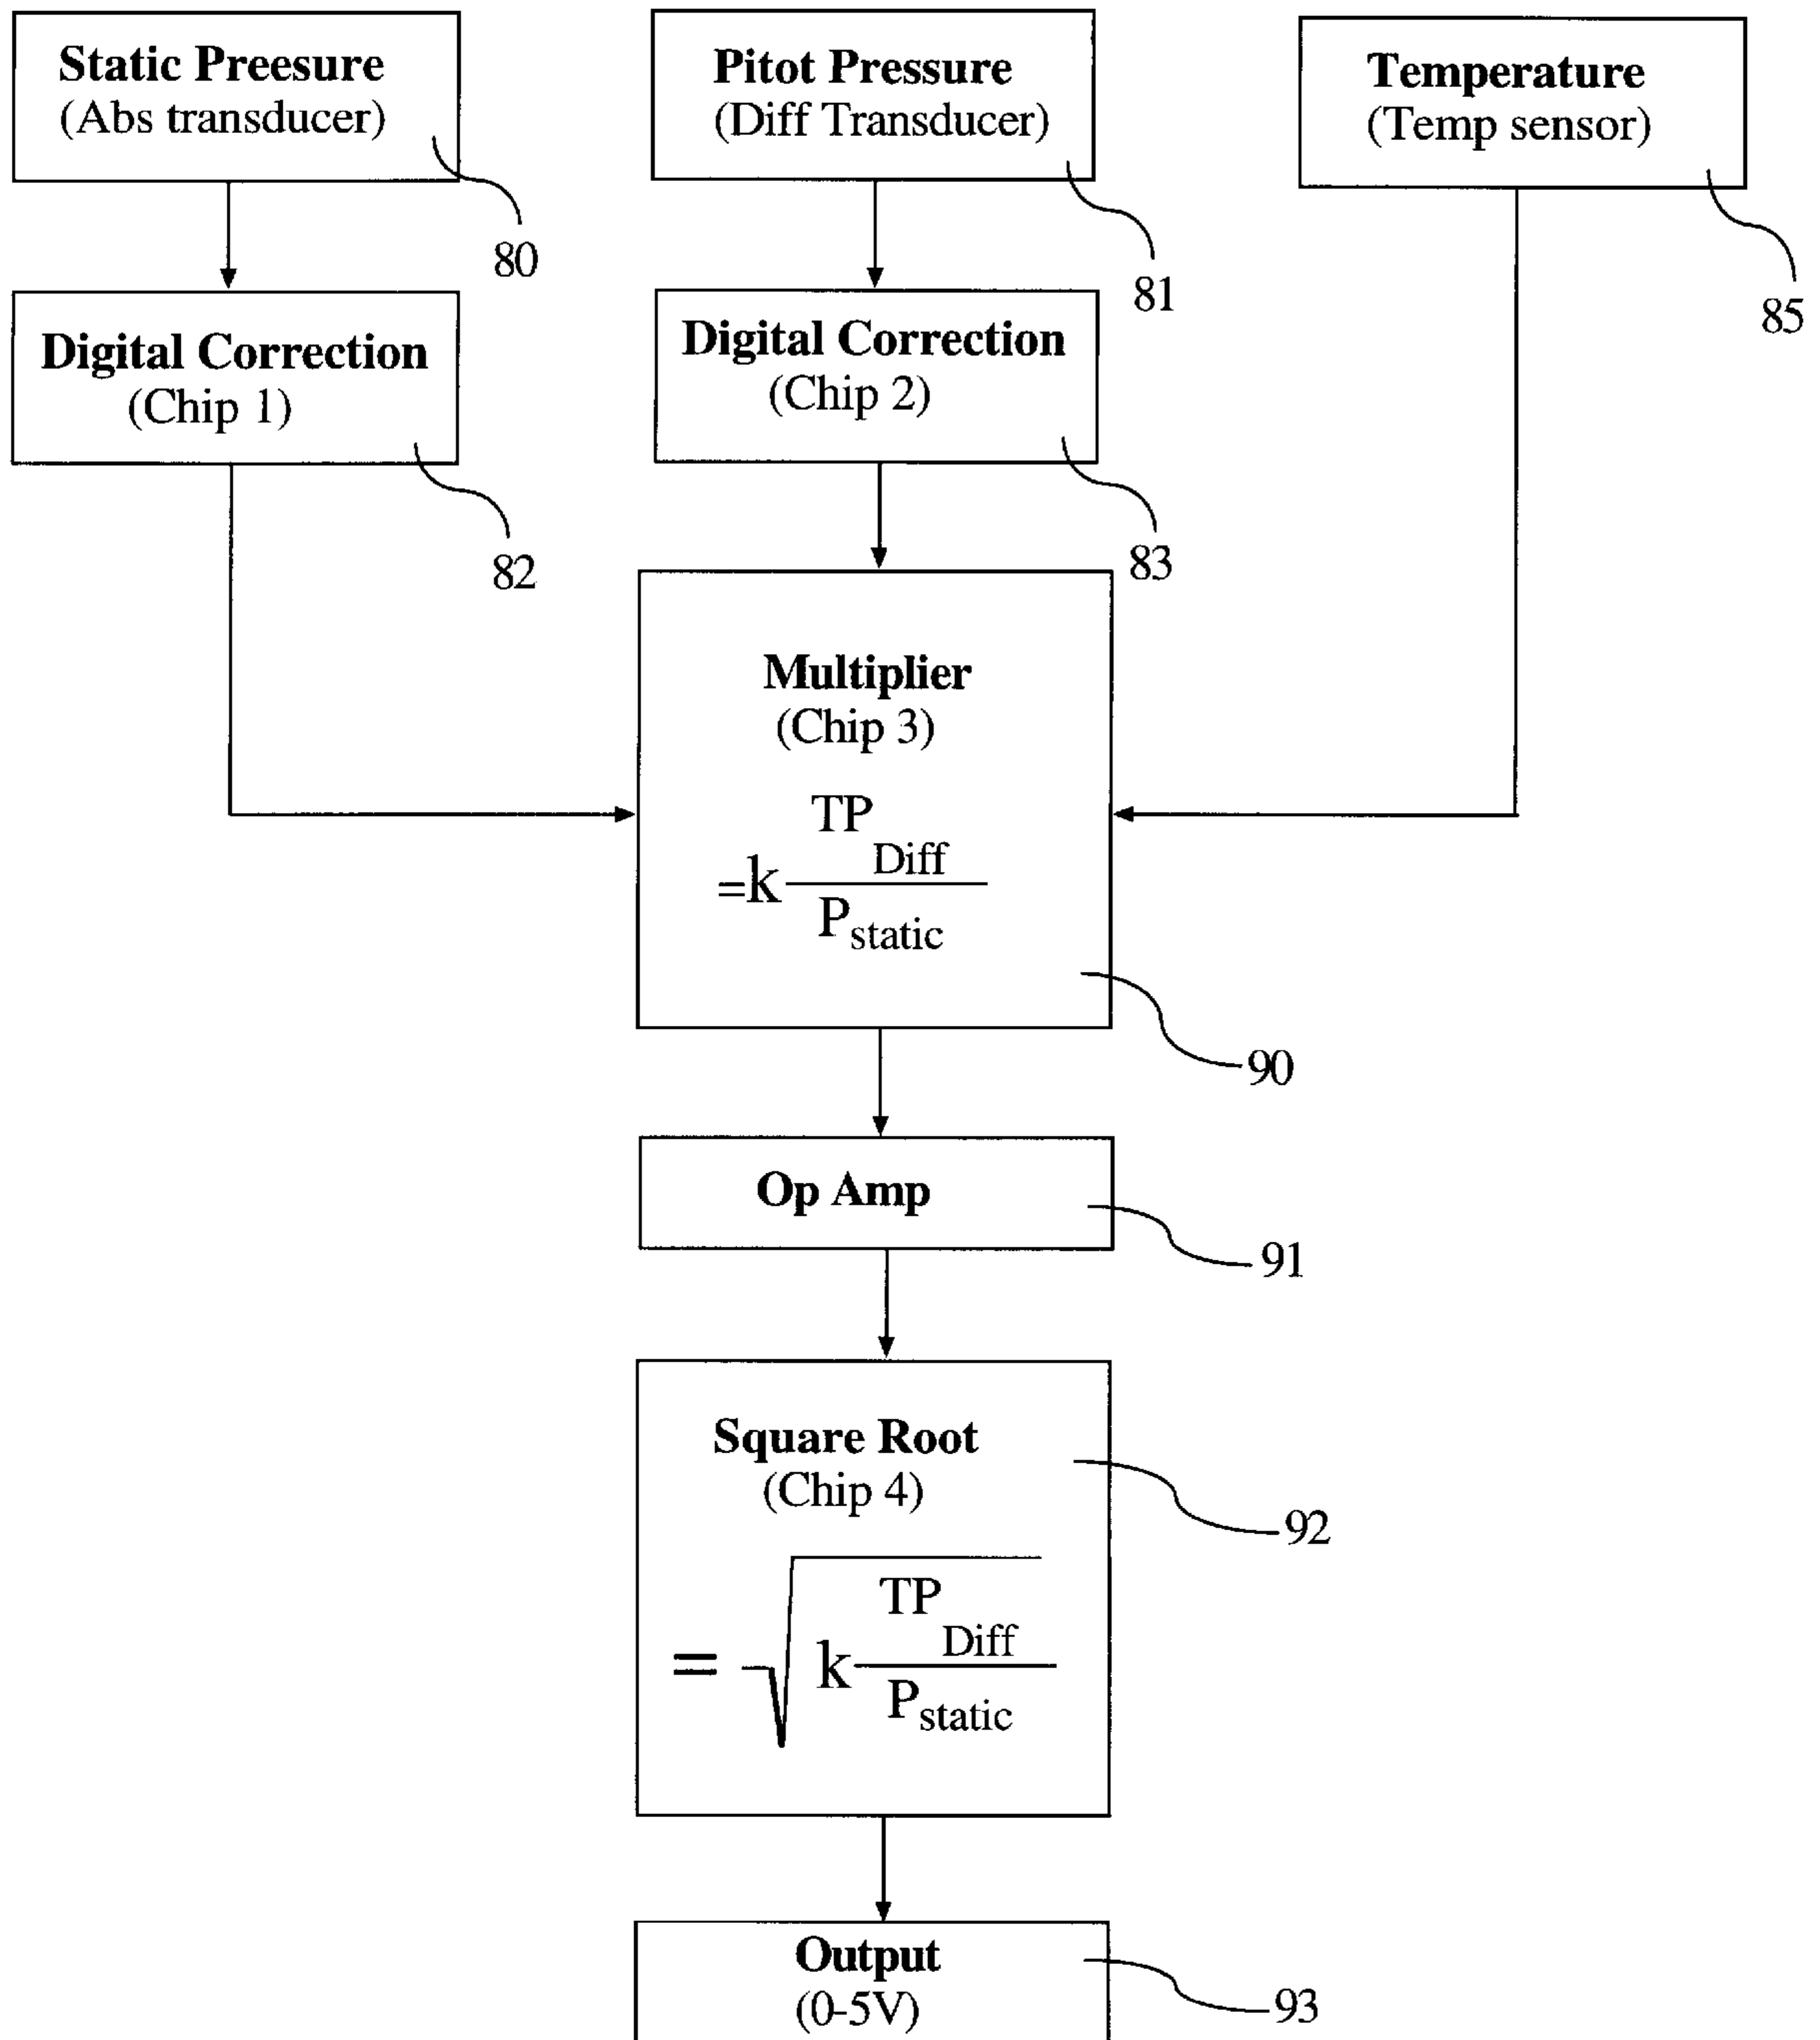 Static Preesure
(Abs transducer)
80
Pitot Pressure
(Diff Transducer)
81
Temperature
(Temp sensor)
85
Digital Correction
(Chip 1)
82
Digital Correction
(Chip 2)
83
Multiplier
(Chip 3)
=k TP Diff
P static
90
Op Amp
91
Square Root
(Chip 4)
92
= √ k TP Diff
P static
Output
(0-5V)
93